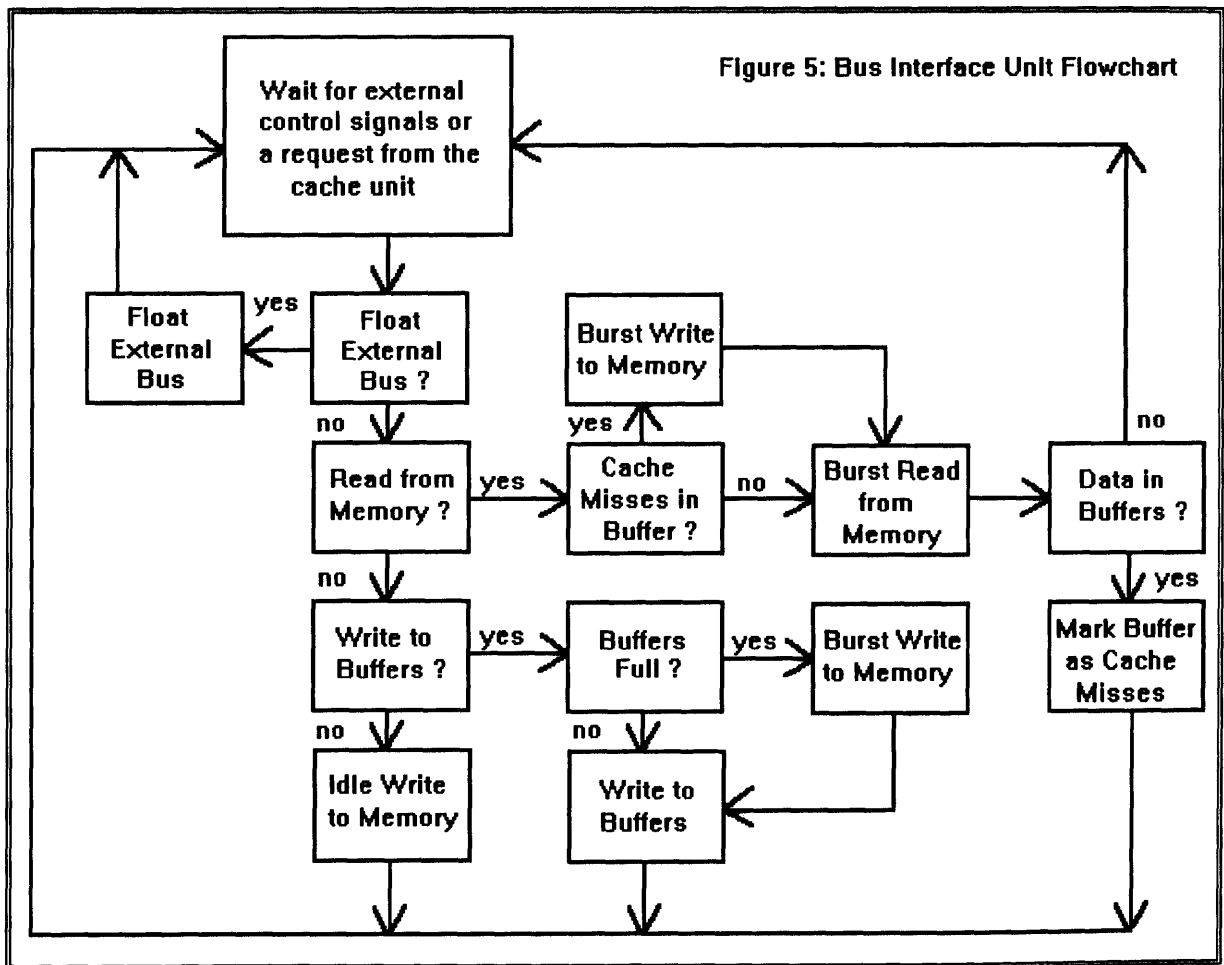 Figure 5: Bus Interface Unit Flowchart
Wait for external
control signals or
a request from the
cache unit
Float
External
Bus
yes
Float
External
Bus ?
no
Burst Write
to Memory
yes
Read from
Memory ?
yes
Cache
Misses in
Buffer ?
no
Burst Read
from
Memory
Data in
Buffers ?
no
yes
no
Write to
Buffers ?
yes
Buffers
Full ?
yes
Burst Write
to Memory
Mark Buffer
as Cache
Misses
no
no
Idle Write
to Memory
Write to
Buffers